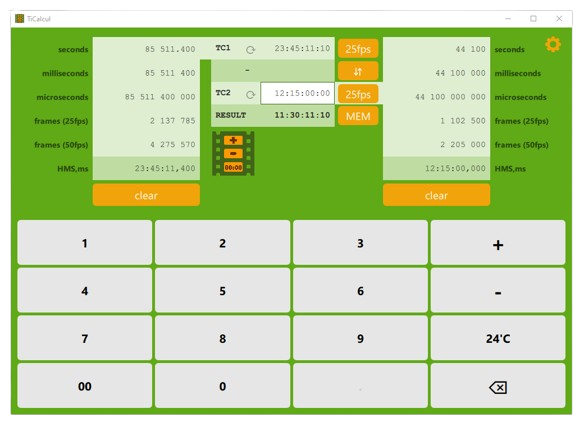 TiCalcul
seconds 85 511.400 TC1 23:45:11:10 25fps 44 100 seconds
milliseconds 85 511 400 - 44 100 000 milliseconds
microseconds 85 511 400 000 TC2 12:15:00:00 25fps 44 100 000 000 microseconds
frames (25fps) 2 137 785 RESULT 11:30:11:10 MEM 1 102 500 frames (25fps)
frames (50fps) 4 275 570 + - 00:00 2 205 000 frames (50fps)
HMS,ms 23:45:11,400 12:15:00,000 HMS,ms
clear clear
1 2 3 +
4 5 6 -
7 8 9 24'C
00 0 .